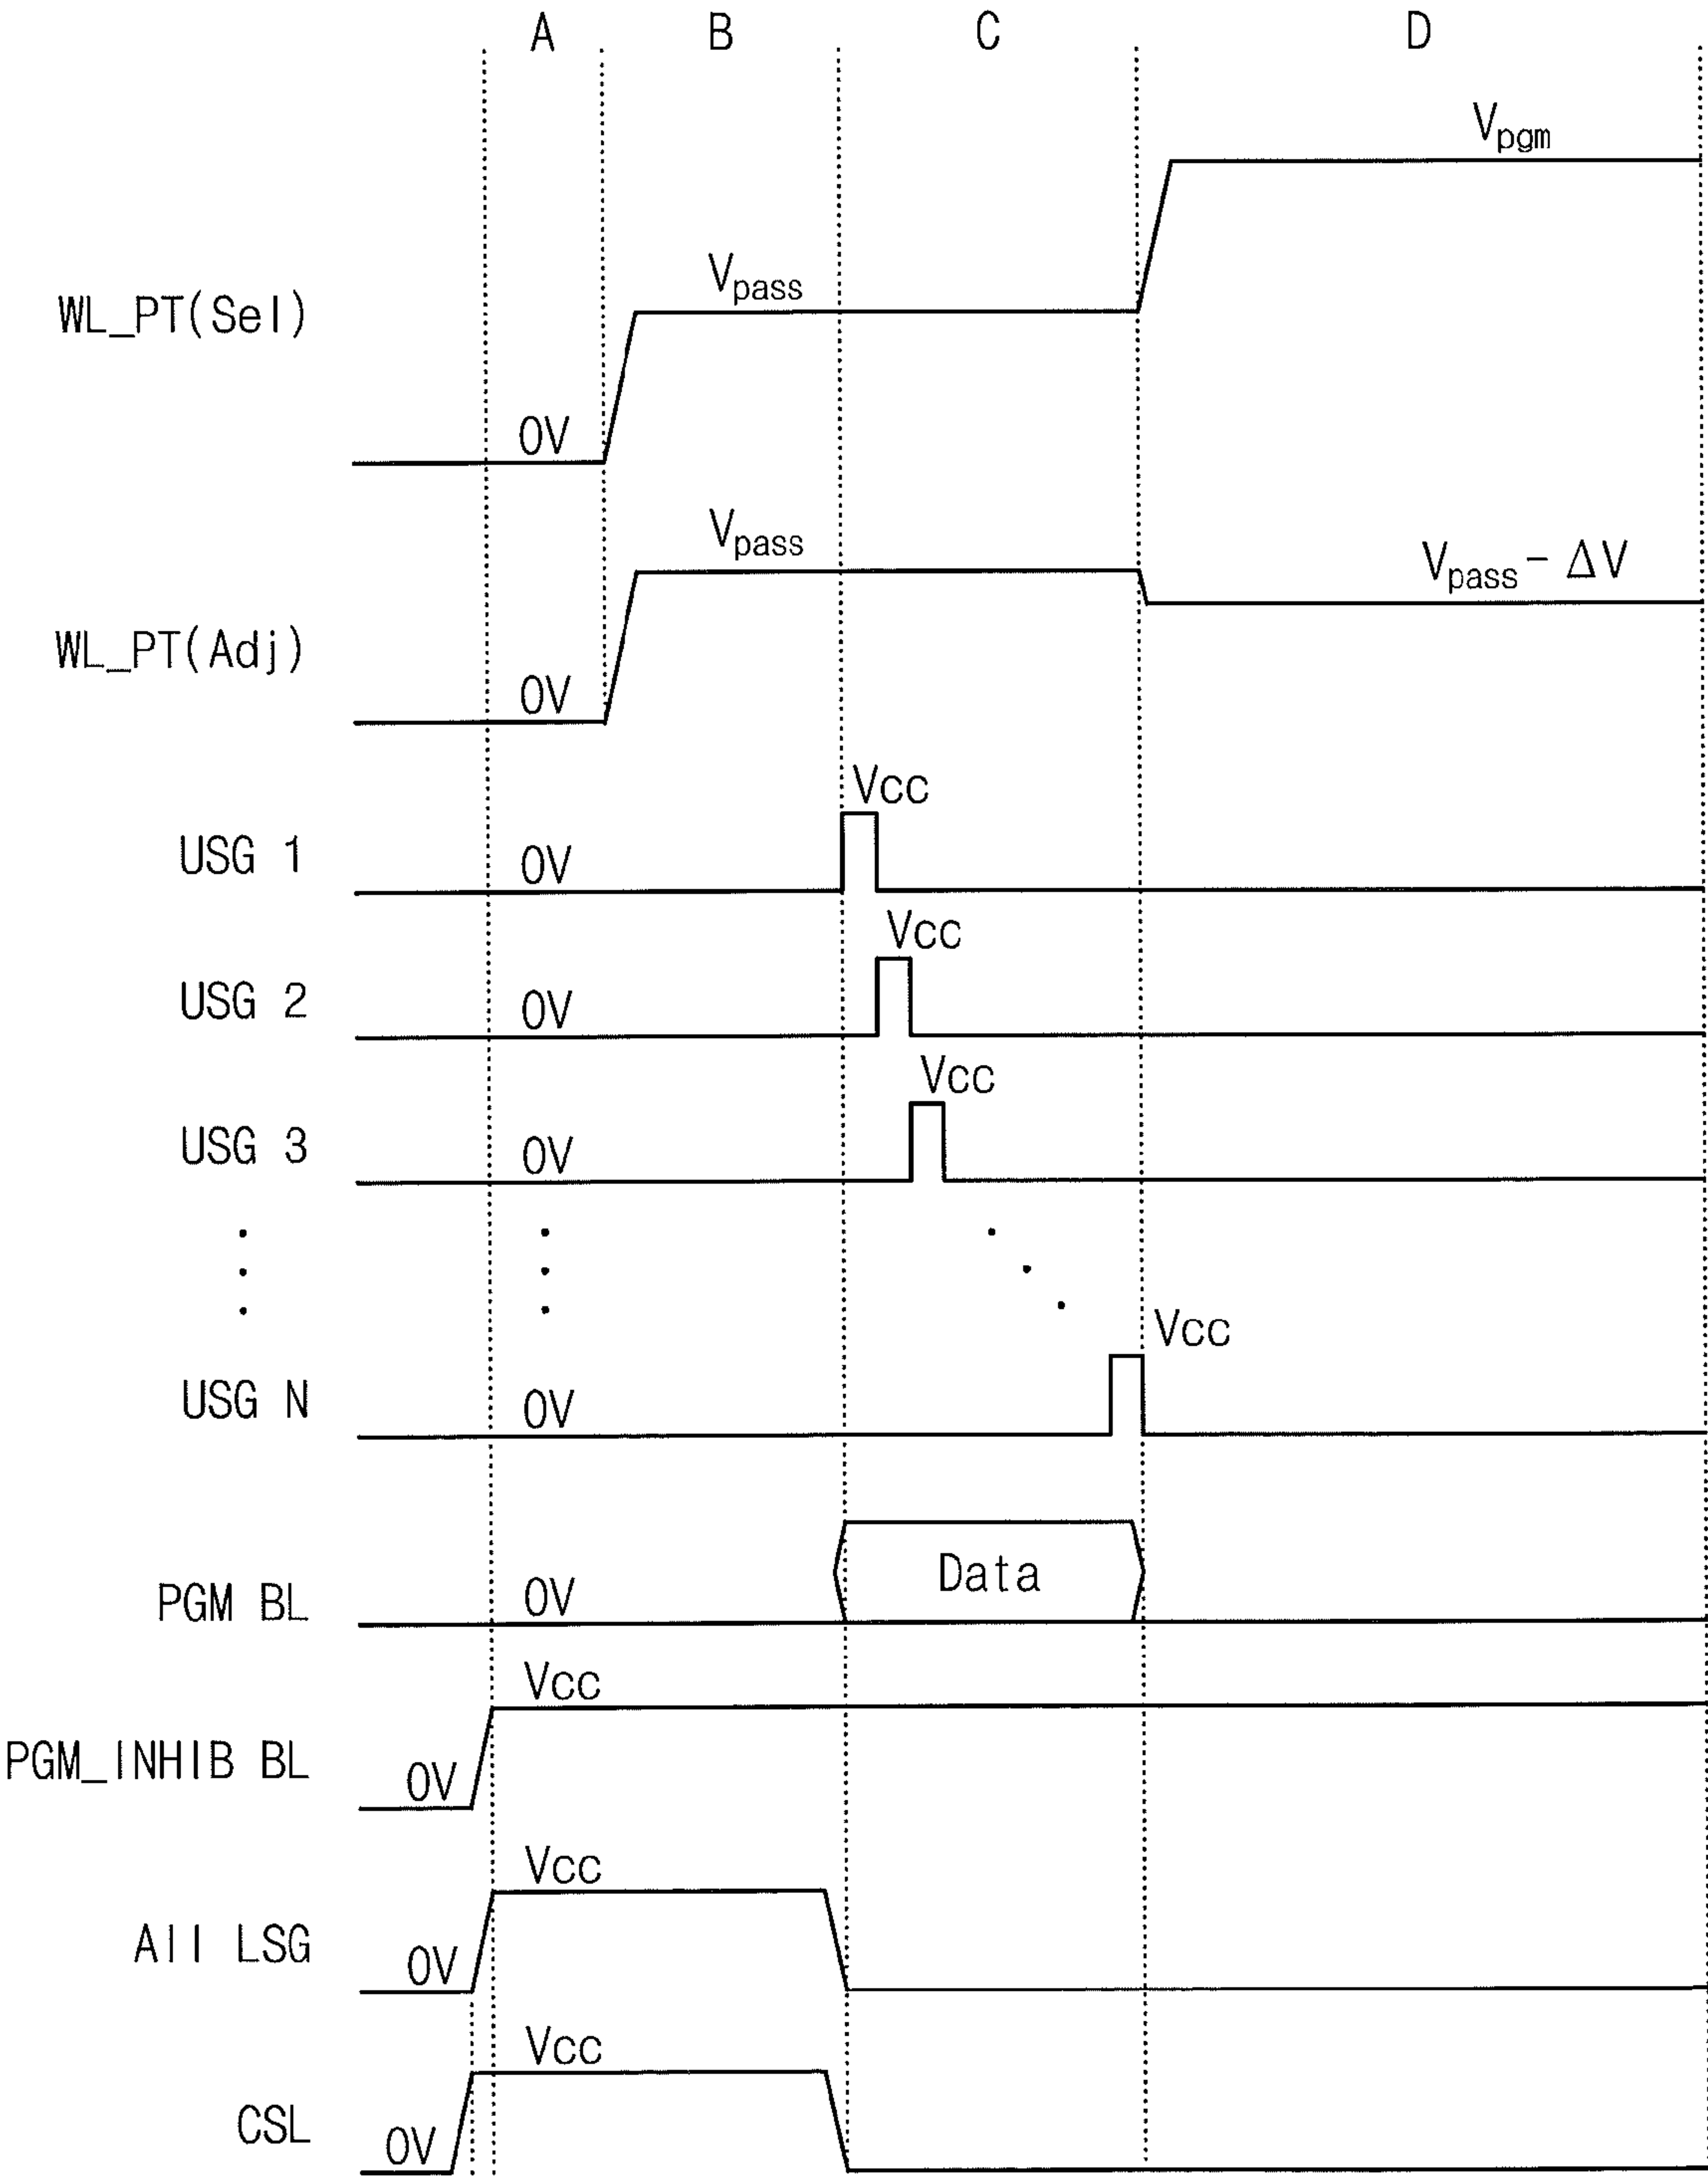 A B C D
Vpgm
Vpass
WL_PT(Sel)
0V
Vpass
Vpass - ΔV
WL_PT(Adj)
0V
Vcc
USG 1 0V
Vcc
USG 2 0V
Vcc
USG 3 0V
Vcc
USG N 0V
Data
PGM BL 0V
Vcc
PGM_INHIB BL 0V
Vcc
All LSG 0V
Vcc
CSL 0V